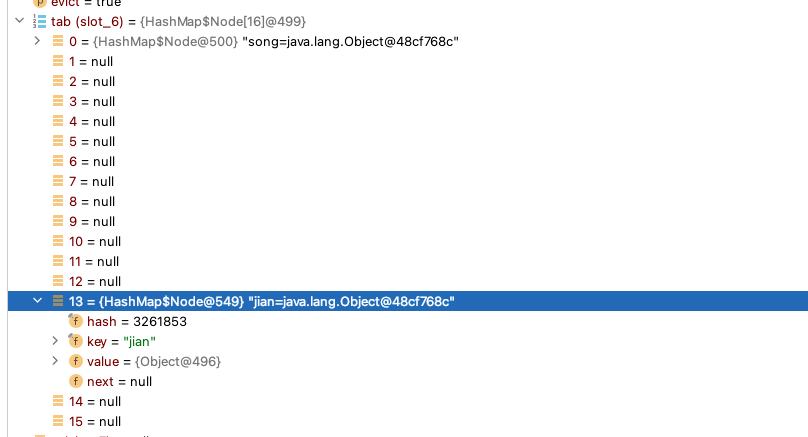 evict = true
tab (slot_6) = {HashMap$Node[16]@499}
0 = {HashMap$Node@500} "song=java.lang.Object@48cf768c"
1 = null
2 = null
3 = null
4 = null
5 = null
6 = null
7 = null
8 = null
9 = null
10 = null
11 = null
12 = null
13 = {HashMap$Node@549} "jian=java.lang.Object@48cf768c"
hash = 3261853
key = "jian"
value = {Object@496}
next = null
14 = null
15 = null